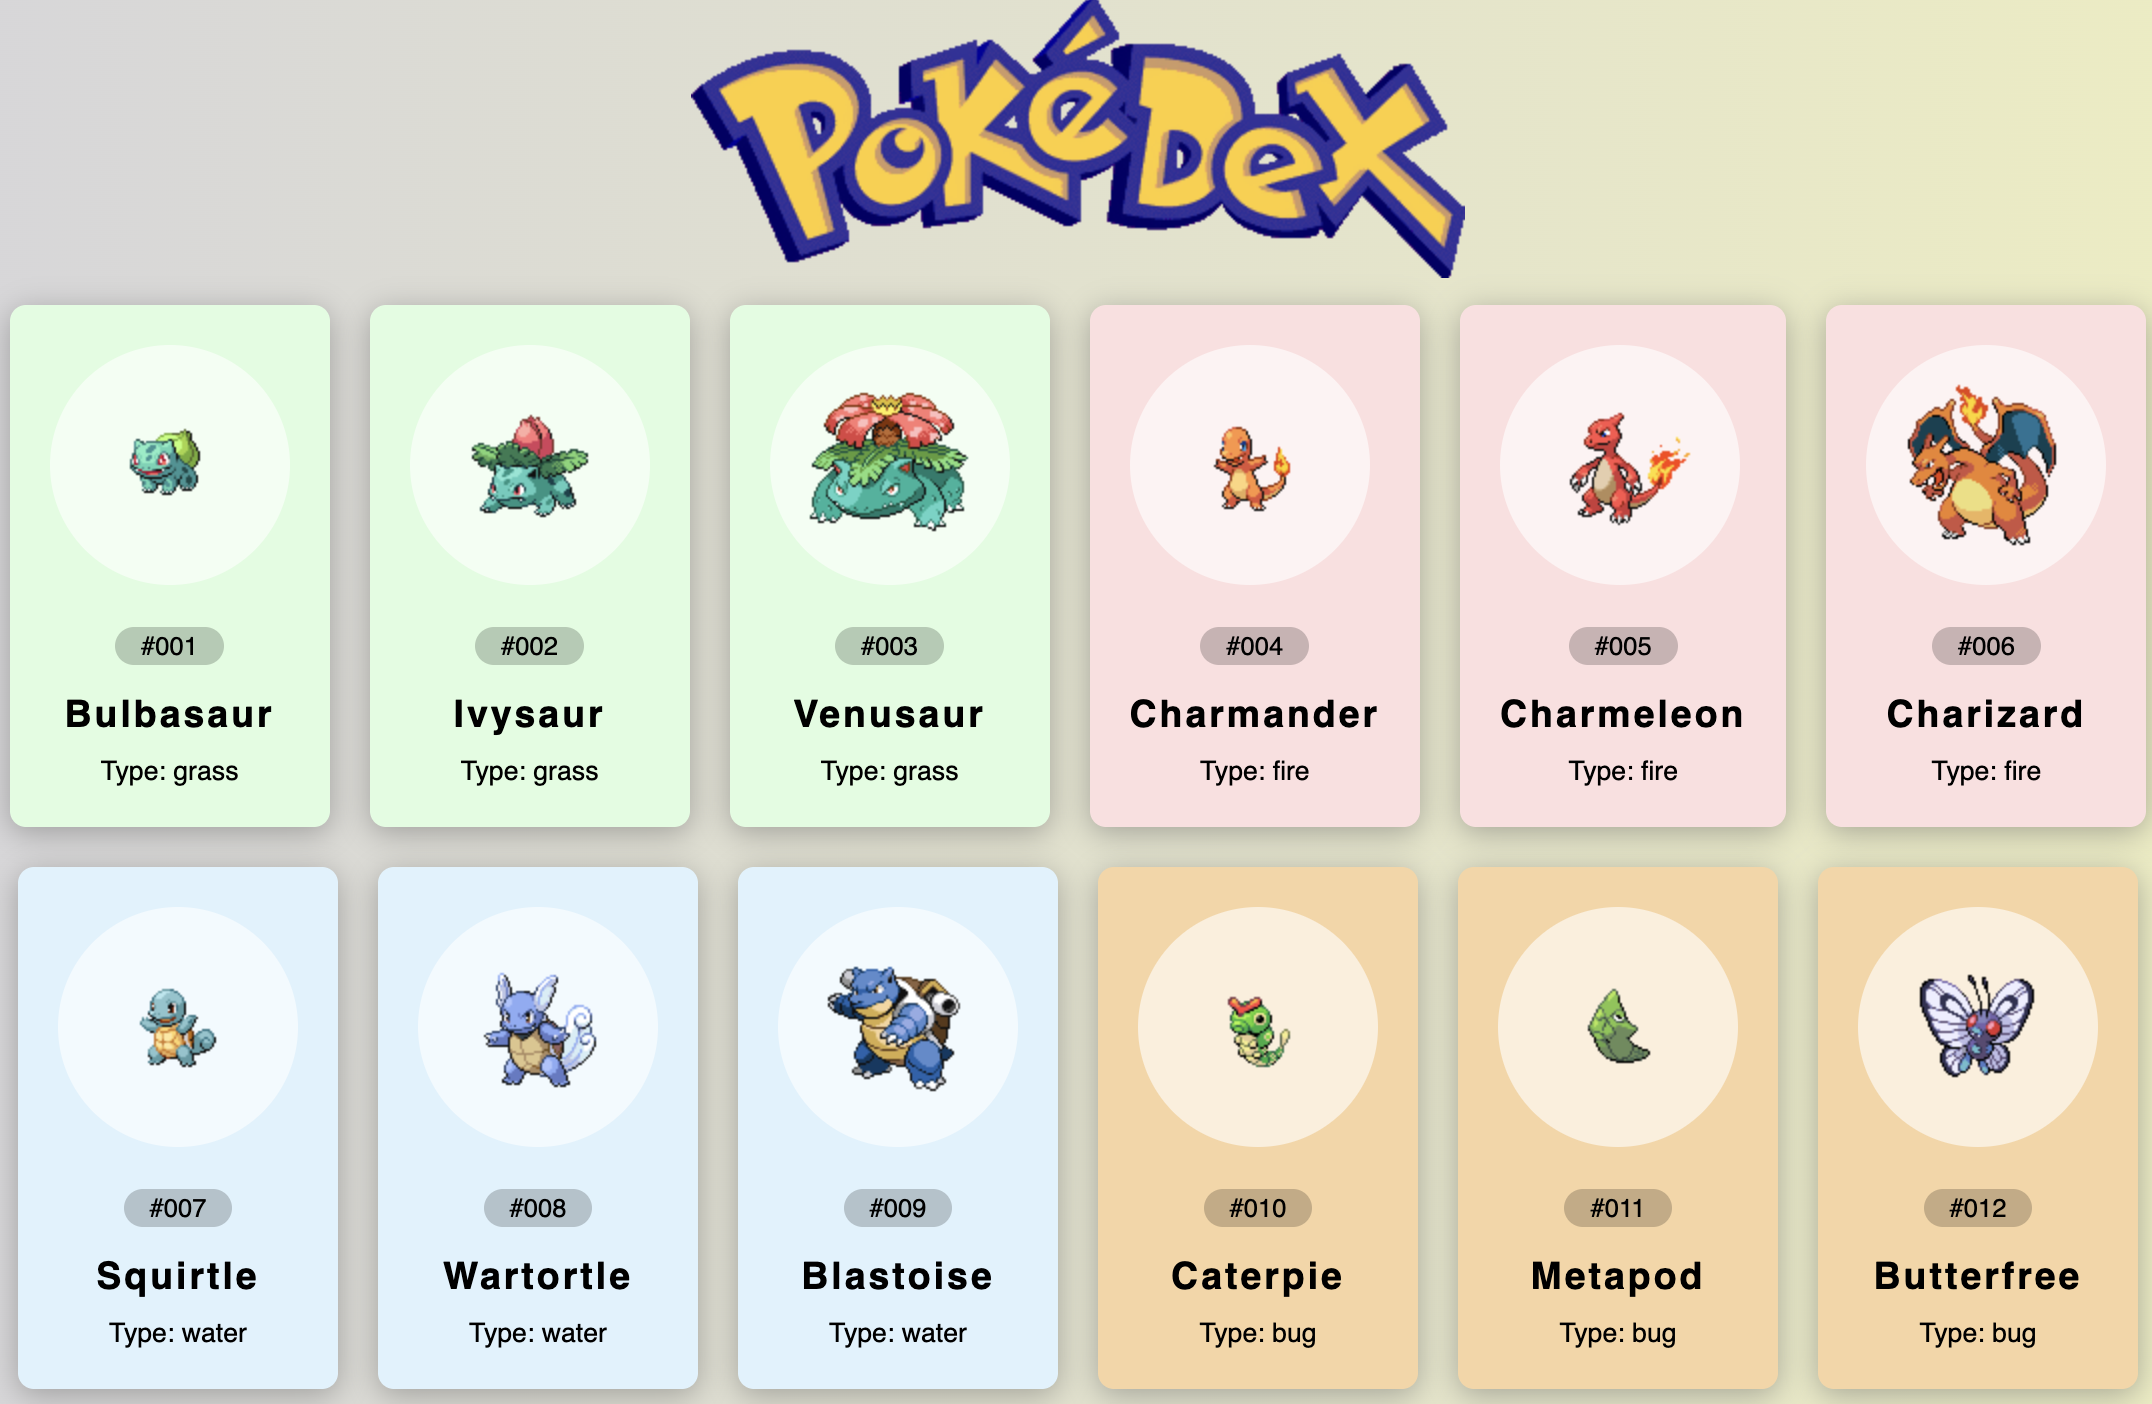 PoKéDex
#001
Bulbasaur
Type: grass
#002
Ivysaur
Type: grass
#003
Venusaur
Type: grass
#004
Charmander
Type: fire
#005
Charmeleon
Type: fire
#006
Charizard
Type: fire
#007
Squirtle
Type: water
#008
Wartortle
Type: water
#009
Blastoise
Type: water
#010
Caterpie
Type: bug
#011
Metapod
Type: bug
#012
Butterfree
Type: bug